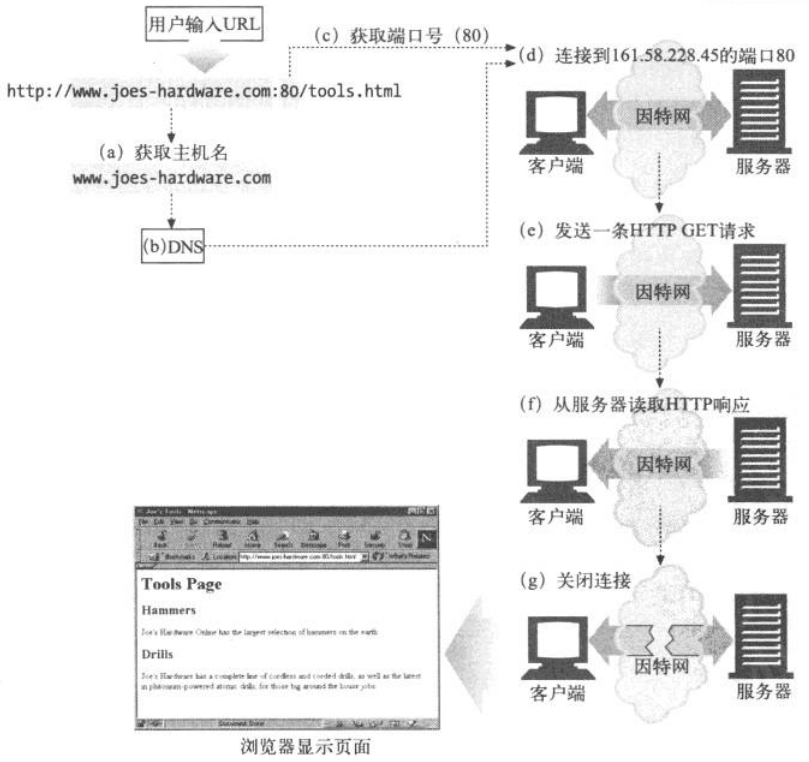 用户输入URL
(c) 获取端口号（80）
http://www.joes-hardware.com:80/tools.html
(a) 获取主机名
www.joes-hardware.com
(b)DNS
(d) 连接到161.58.228.45的端口80
因特网
客户端
服务器
(e) 发送一条HTTP GET请求
因特网
客户端
服务器
(f) 从服务器读取HTTP响应
因特网
客户端
服务器
(g) 关闭连接
因特网
客户端
服务器
Joe's Tools - Netscape
File Edit View Go Communicator Help
Back
Reload Home Search Netscape Print Security Stop
Bookmarks Location: http://www.joes-hardware.com:80/tools.html What's Related
Tools Page
Hammers
Joe's Hardware Online has the largest selection of hammers on the earth
Drills
Joe's Hardware has a complete line of cordless and corded drills, as well as the latest
in plutonium-powered atomic drills, for those big around the house jobs
Document: Done
浏览器显示页面